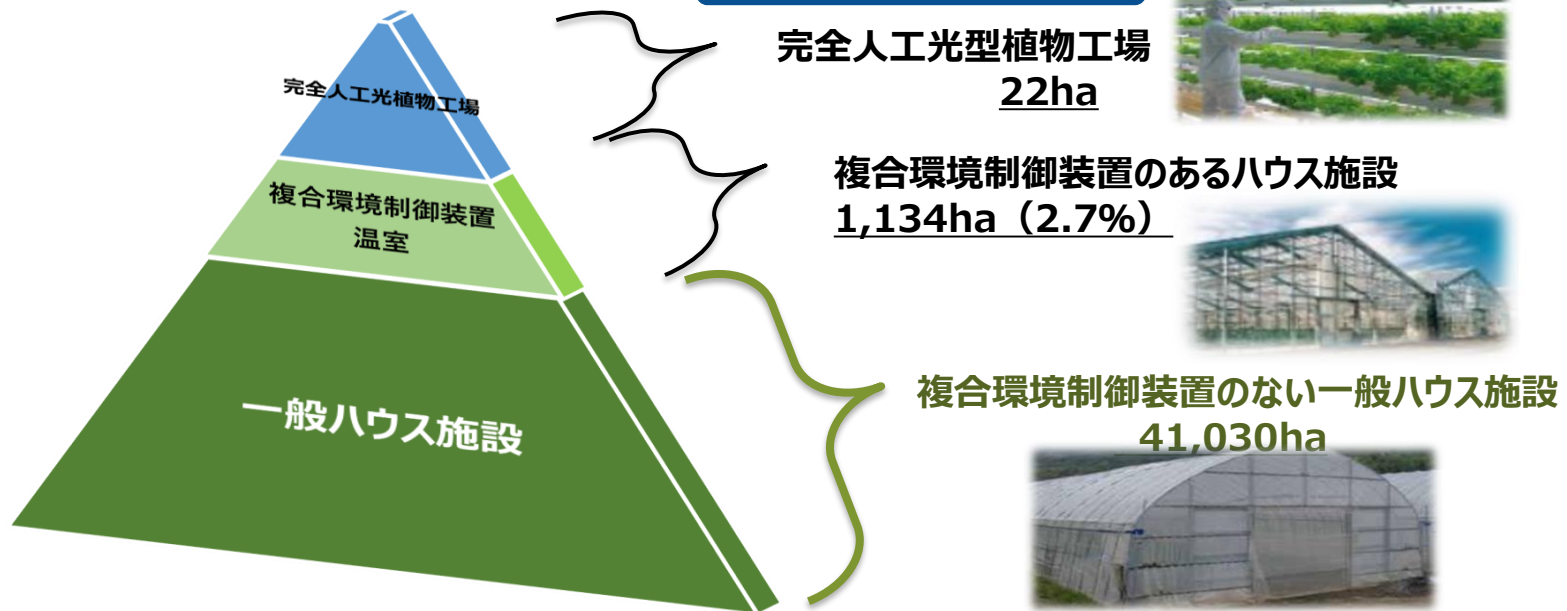 完全人工光植物工場
複合環境制御装置
温室
一般ハウス施設
完全人工光型植物工場
22ha
複合環境制御装置のあるハウス施設
1,134ha（2.7%）
複合環境制御装置のない一般ハウス施設
41,030ha